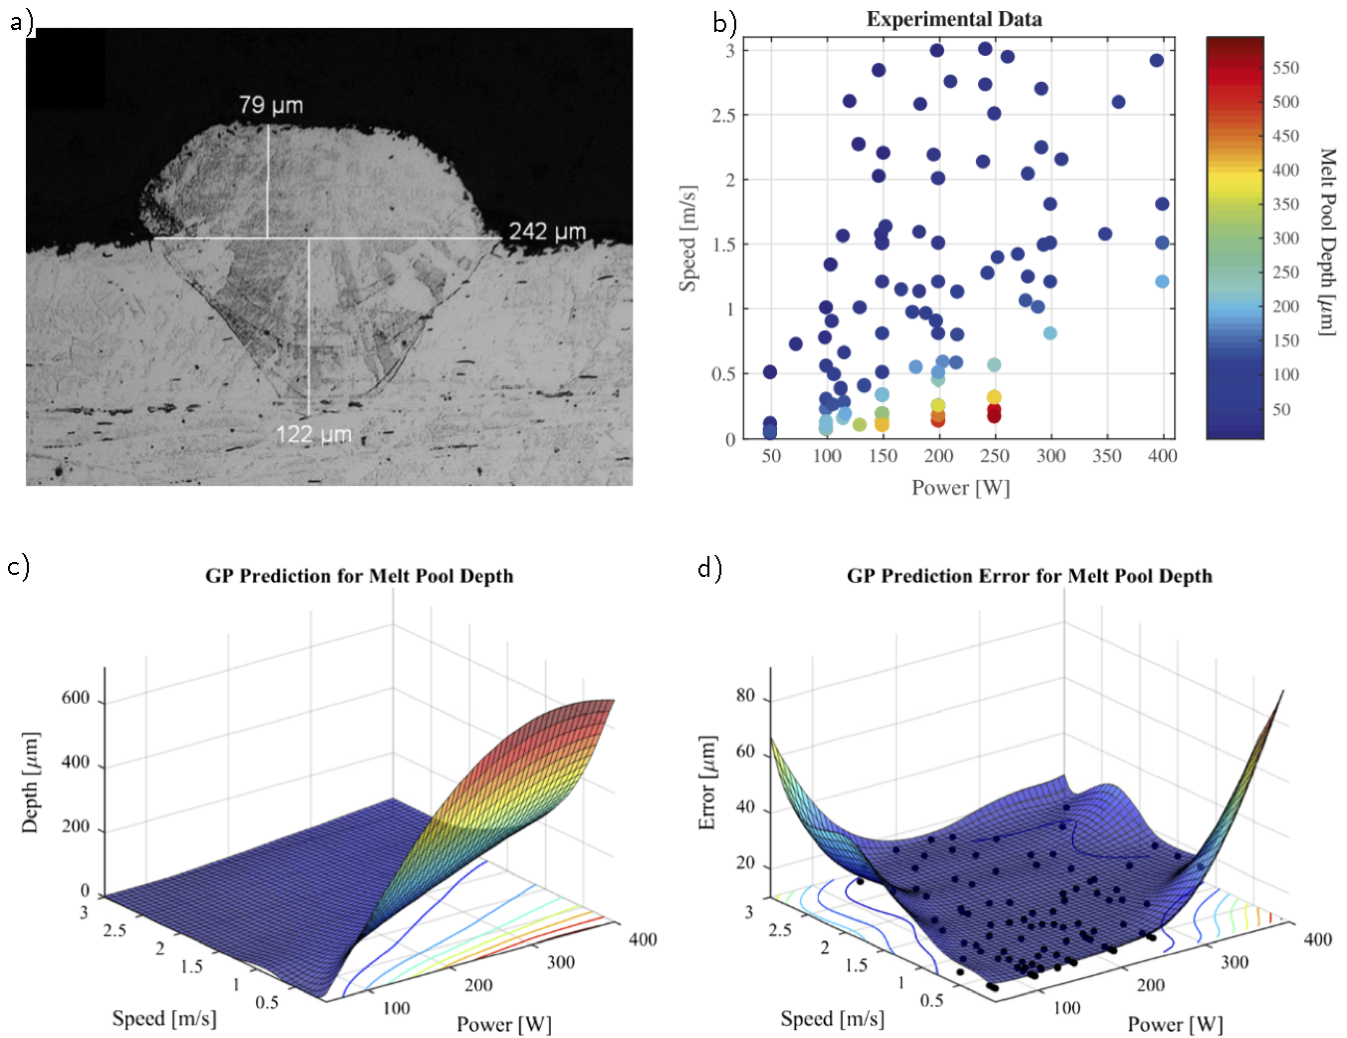 a)
79 µm
242 µm
122 µm
b)
Experimental Data
3
2.5
2
1.5
1
0.5
0
Speed [m/s]
50
100
150
200
250
300
350
400
Power [W]
550
500
450
400
350
300
250
200
150
100
50
Melt Pool Depth [µm]
c)
GP Prediction for Melt Pool Depth
600
400
200
0
Depth [µm]
3
2.5
2
1.5
1
0.5
Speed [m/s]
100
200
300
400
Power [W]
d)
GP Prediction Error for Melt Pool Depth
80
60
40
20
Error [µm]
3
2.5
2
1.5
1
0.5
Speed [m/s]
100
200
300
400
Power [W]